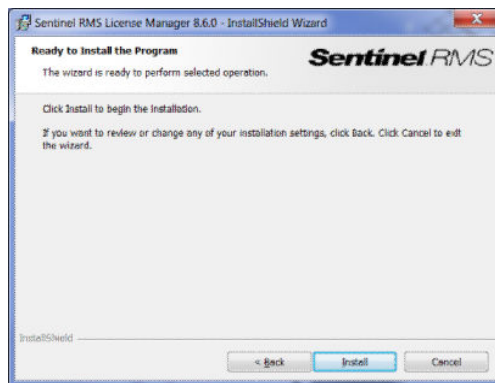 Sentinel RMS License Manager 8.6.0 - InstallShield Wizard
Ready to Install the Program
The wizard is ready to perform selected operation.
Sentinel RMS
Click Install to begin the installation.
If you want to review or change any of your installation settings, click Back. Click Cancel to exit
the wizard.
InstallShield
< Back
Install
Cancel